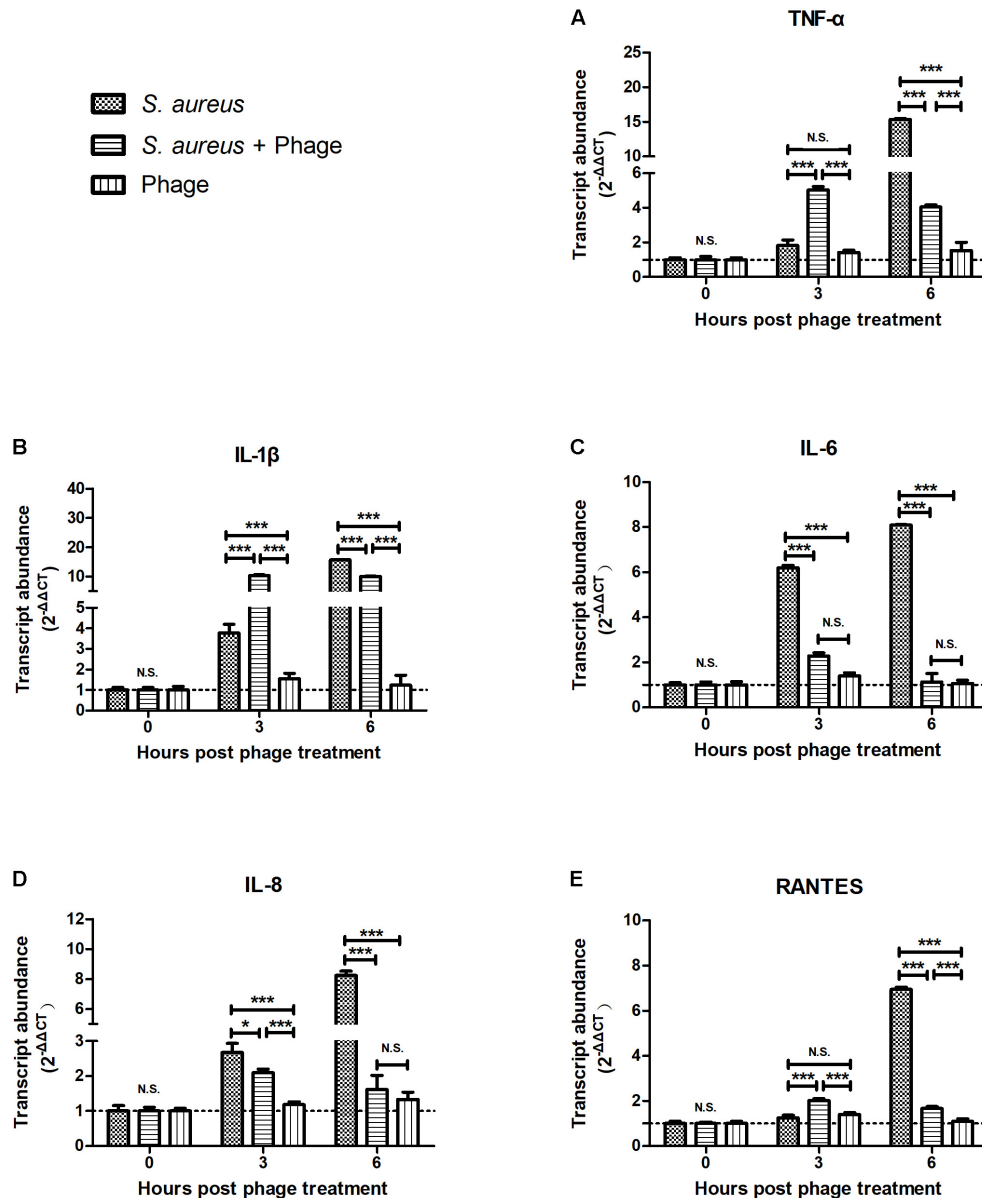 S. aureus
S. aureus + Phage
Phage
A
TNF-α
Transcript abundance
(2-ΔΔCT)
25
20
15
10
6
4
2
0
N.S.
N.S.
*** ***
***
*** ***
0 3 6
Hours post phage treatment
B
IL-1β
Transcript abundance
(2-ΔΔCT)
40
30
20
10
5
4
3
2
1
0
N.S.
***
*** ***
***
*** ***
0 3 6
Hours post phage treatment
C
IL-6
Transcript abundance
(2-ΔΔCT)
10
8
6
4
2
0
N.S.
***
***
N.S.
***
***
N.S.
0 3 6
Hours post phage treatment
D
IL-8
Transcript abundance
(2-ΔΔCT)
12
10
8
6
4
3
2
1
0
N.S.
***
* ***
***
***
N.S.
0 3 6
Hours post phage treatment
E
RANTES
Transcript abundance
(2-ΔΔCT)
10
8
6
4
2
0
N.S.
N.S.
*** ***
***
*** ***
0 3 6
Hours post phage treatment